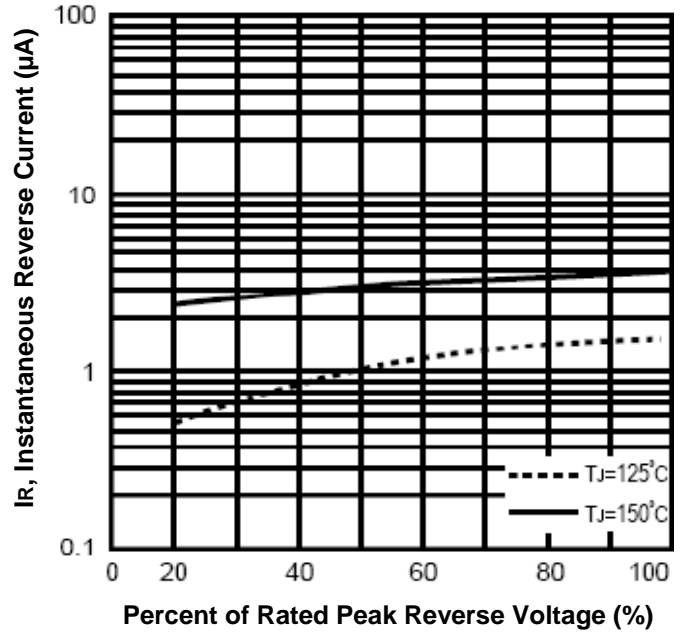 IR, Instantaneous Reverse Current (µA)
100
10
1
0.1
0
20
40
60
80
100
TJ=125°C
TJ=150°C
Percent of Rated Peak Reverse Voltage (%)